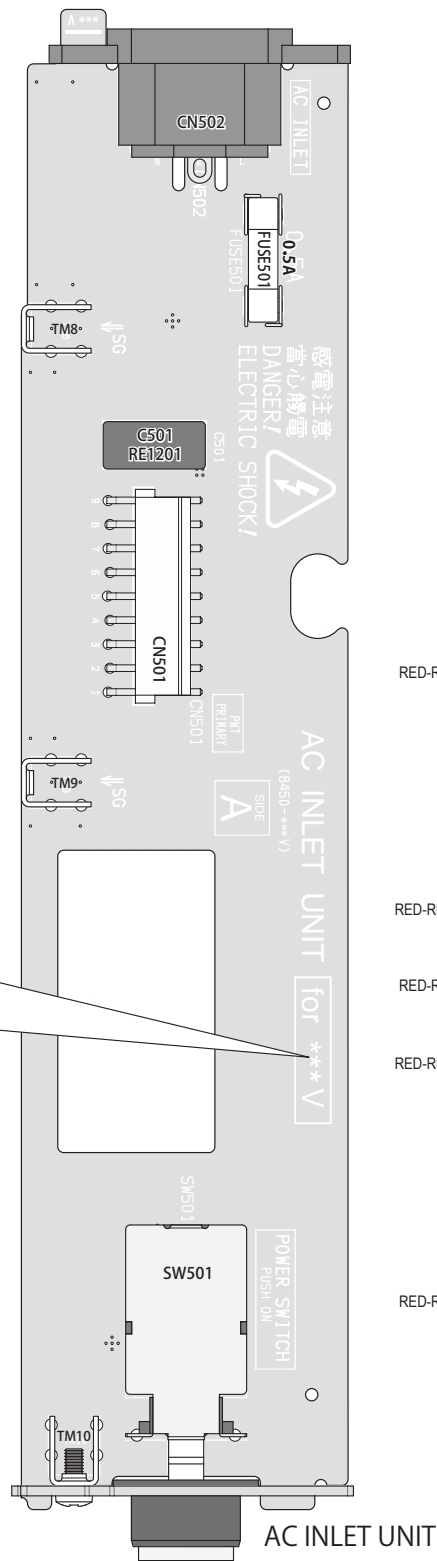 *** V
CN502
AC INLET
FUSE501
0.5A
FUSE501
TM8
SG
感電注意
當心觸電
DANGER!
ELECTRIC SHOCK!
C501
RE1201
C501
9
8
7
6
5
4
3
2
1
CN501
CN501
PWT
PRIMARY
RED-R
TM9
SG
SIDE
A
AC INLET UNIT
(8450-***V)
for ***V
RED-R
RED-R
RED-R
SW501
SW501
POWER SWITCH
PUSH ON
RED-R
TM10
AC INLET UNIT